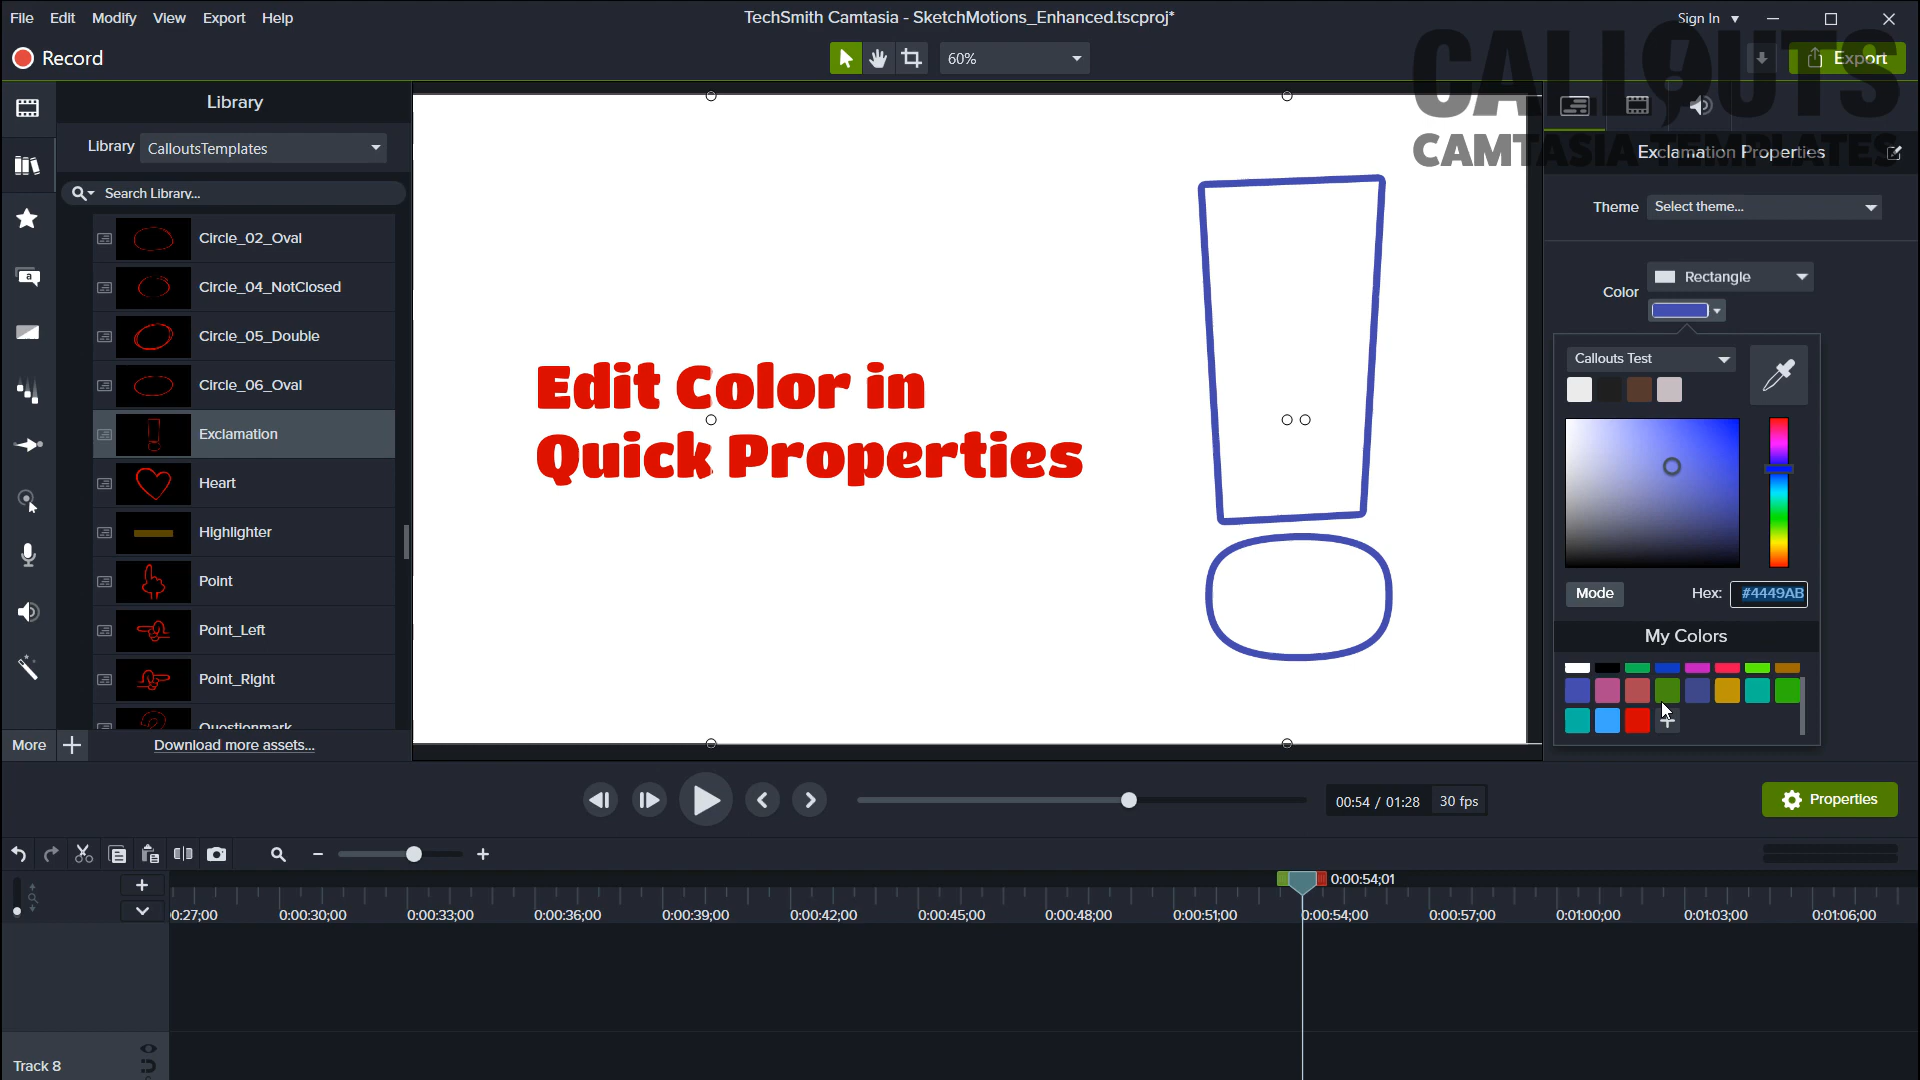 File Edit Modify View Export Help
TechSmith Camtasia - SketchMotions_Enhanced.tscproj*
Sign In
Record
60%
Export
CALLOUTS
CAMTASIA TEMPLATES
Library
Library CalloutsTemplates
Search Library...
Circle_02_Oval
Circle_04_NotClosed
Circle_05_Double
Circle_06_Oval
Exclamation
Heart
Highlighter
Point
Point_Left
Point_Right
Questionmark
More
Download more assets...
Edit Color in
Quick Properties
Exclamation Properties
Theme Select theme...
Color Rectangle
Callouts Test
Mode Hex: #4449AB
My Colors
00:54 / 01:28 30 fps
Properties
0:00:54;01
0:27;00 0:00:30;00 0:00:33;00 0:00:36;00 0:00:39;00 0:00:42;00 0:00:45;00 0:00:48;00 0:00:51;00 0:00:54;00 0:00:57;00 0:01:00;00 0:01:03;00 0:01:06;00
Track 8